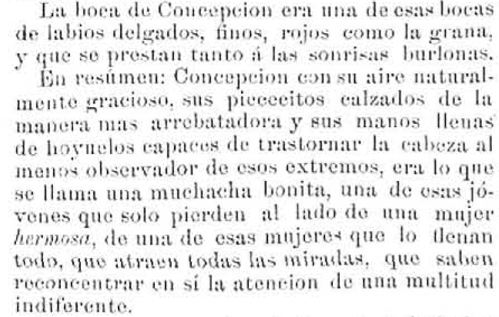 La boca de Concepcion era una de esas bocas
de labios delgados, finos, rojos como la grana,
y que se prestan tanto á las sonrisas burlonas.
En resúmen: Concepcion con su aire natural-
mente gracioso, sus piececitos calzados de la
manera mas arrebatadora y sus manos llenas
de hoyuelos capaces de trastornar la cabeza al
menos observador de esos extremos, era lo que
se llama una muchacha bonita, una de esas jó-
venes que solo pierden al lado de una mujer
hermosa, de una de esas mujeres que lo llenan
todo, que atraen todas las miradas, que saben
reconcentrar en sí la atencion de una multitud
indiferente.